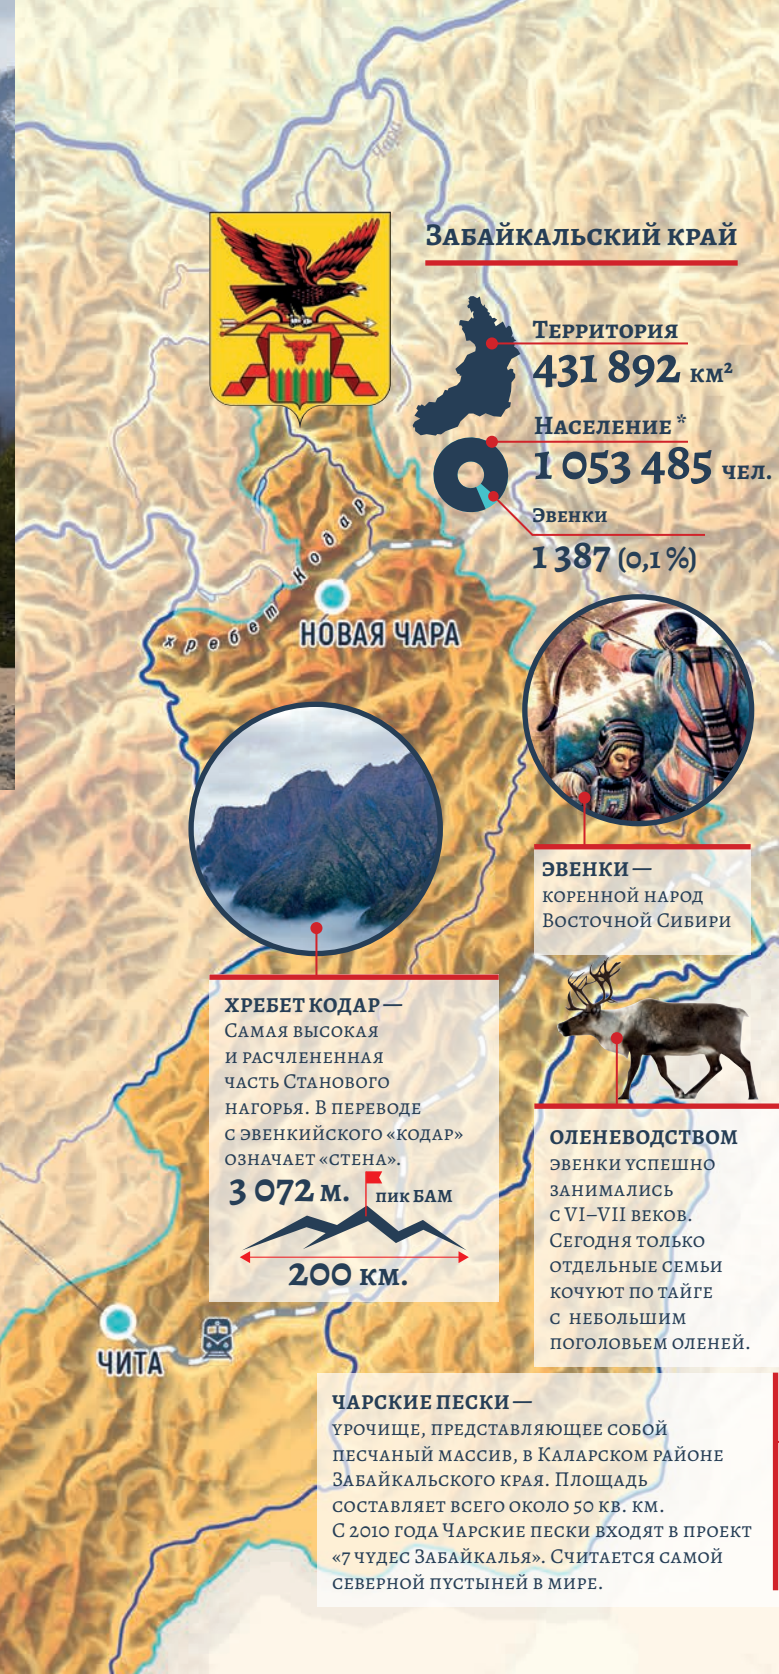 Чара
Забайкальский край
Территория
431 892 км²
Население *
1 053 485 чел.
Эвенки
1 387 (0,1 %)
хребет Кодар
НОВАЯ ЧАРА
ЭВЕНКИ —
коренной народ
Восточной Сибири
ХРЕБЕТ КОДАР —
Самая высокая
и расчлененная
часть Станового
нагорья. В переводе
с эвенкийского «кодар»
означает «стена».
3 072 м. пик БАМ
200 км.
ОЛЕНЕВОДСТВОМ
эвенки успешно
занимались
с VI–VII веков.
Сегодня только
отдельные семьи
кочуют по тайге
с небольшим
поголовьем оленей.
ЧИТА
ЧАРСКИЕ ПЕСКИ —
урочище, представляющее собой
песчаный массив, в Каларском районе
Забайкальского края. Площадь
составляет всего около 50 кв. км.
С 2010 года Чарские пески входят в проект
«7 чудес Забайкалья». Считается самой
северной пустыней в мире.